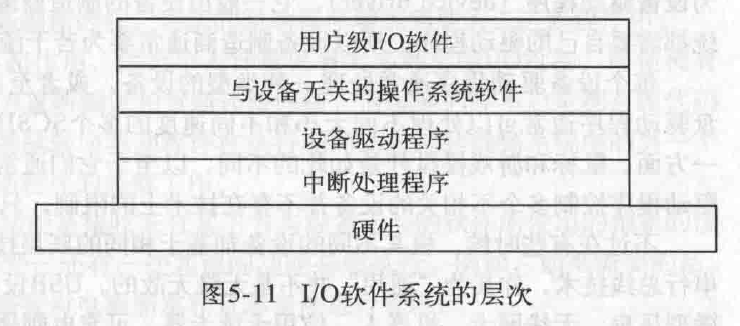 用户级I/O软件
与设备无关的操作系统软件
设备驱动程序
中断处理程序
硬件
图5-11 I/O软件系统的层次